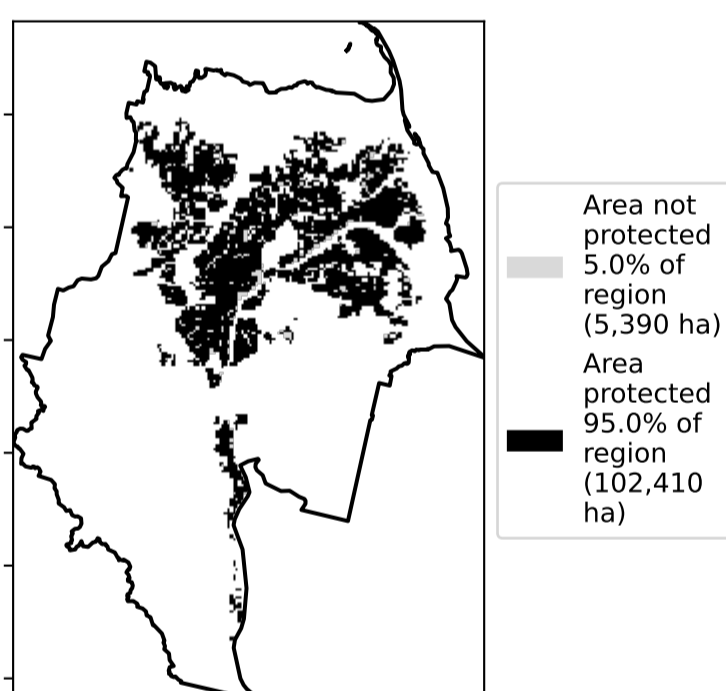 Area not
protected
5.0% of
region
(5,390 ha)
Area
protected
95.0% of
region
(102,410
ha)